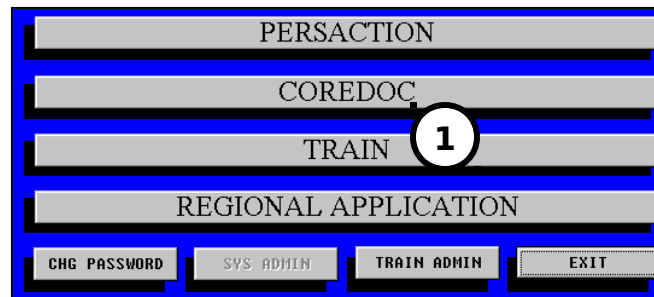 PERSACTION
COREDOC
1
TRAIN
REGIONAL APPLICATION
CHG PASSWORD SYS ADMIN TRAIN ADMIN EXIT